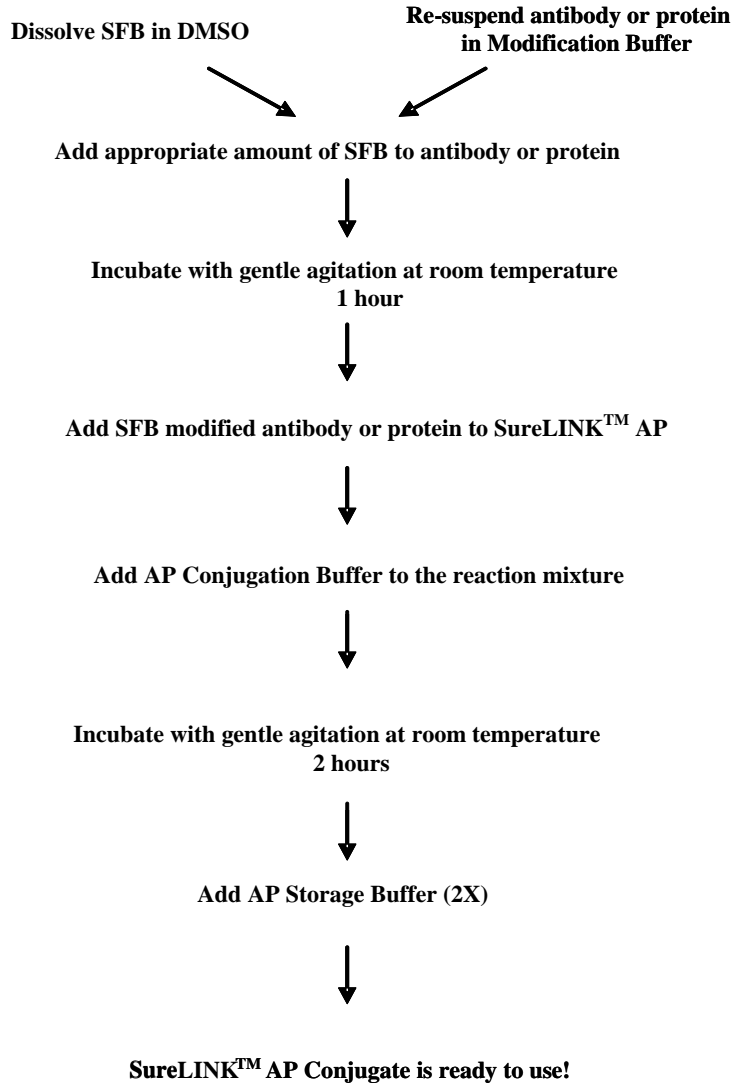 Dissolve SFB in DMSO
Re-suspend antibody or protein
in Modification Buffer
Add appropriate amount of SFB to antibody or protein
Incubate with gentle agitation at room temperature
1 hour
Add SFB modified antibody or protein to SureLINK™ AP
Add AP Conjugation Buffer to the reaction mixture
Incubate with gentle agitation at room temperature
2 hours
Add AP Storage Buffer (2X)
SureLINK™ AP Conjugate is ready to use!